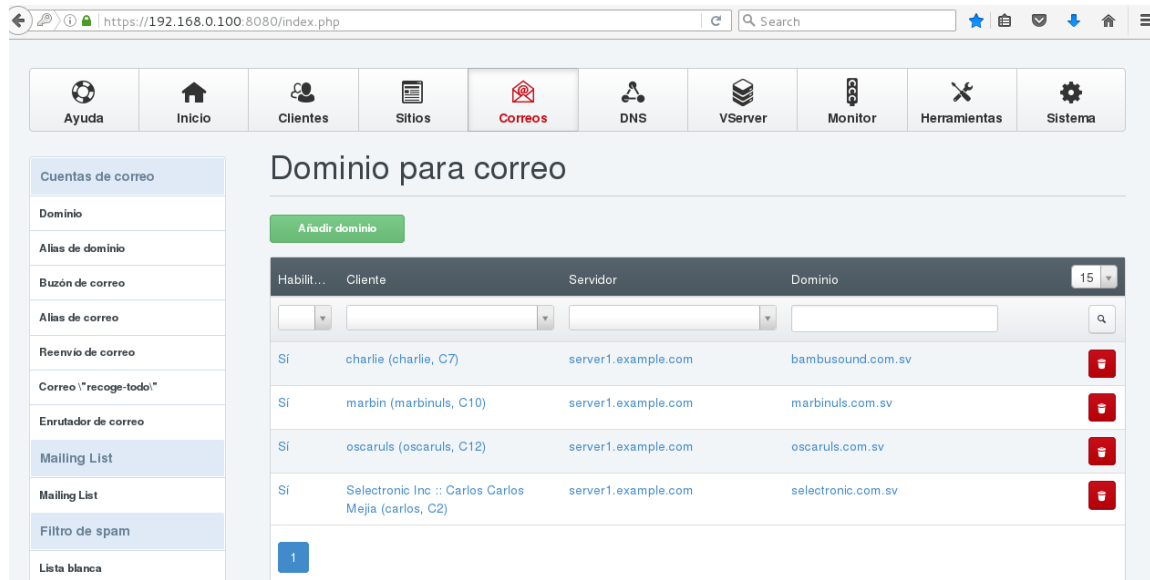 https://192.168.0.100:8080/index.php
Search
Ayuda
Inicio
Clientes
Sitios
Correos
DNS
VServer
Monitor
Herramientas
Sistema
Cuentas de correo
Dominio
Alias de dominio
Buzón de correo
Alias de correo
Reenvío de correo
Correo \"recoge-todo\"
Enrutador de correo
Mailing List
Mailing List
Filtro de spam
Lista blanca
Dominio para correo
Añadir dominio
Habilit... Cliente Servidor Dominio 15
Sí charlie (charlie, C7) server1.example.com bambusound.com.sv
Sí marbin (marbinuls, C10) server1.example.com marbinuls.com.sv
Sí oscaruls (oscaruls, C12) server1.example.com oscaruls.com.sv
Sí Selectronic Inc :: Carlos Carlos server1.example.com selectronic.com.sv
Mejia (carlos, C2)
1